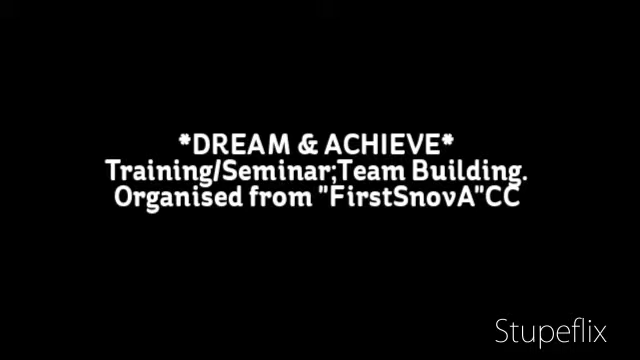 *DREAM & ACHIEVE*
Training/Seminar;Team Building.
Organised from "FirstSnovA"CC
Stupeflix